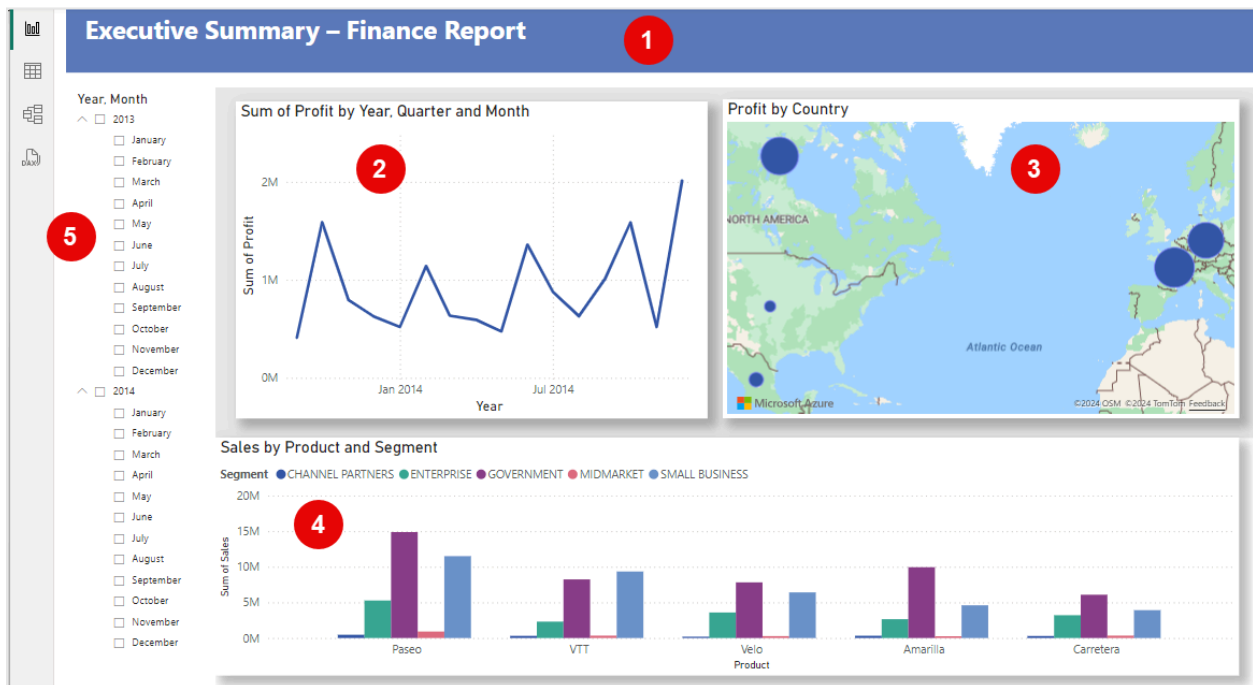 Executive Summary – Finance Report
1
DAX
Year, Month
2013
January
February
March
April
May
June
July
August
September
October
November
December
2014
January
February
March
April
May
June
July
August
September
October
November
December
5
Sum of Profit by Year, Quarter and Month
2
Sum of Profit
2M
1M
0M
Jan 2014
Jul 2014
Year
Profit by Country
3
NORTH AMERICA
Atlantic Ocean
Microsoft Azure
©2024 OSM ©2024 TomTom Feedback
Sales by Product and Segment
Segment CHANNEL PARTNERS ENTERPRISE GOVERNMENT MIDMARKET SMALL BUSINESS
4
Sum of Sales
20M
15M
10M
5M
0M
Paseo VTT Velo Amarilla Carretera
Product